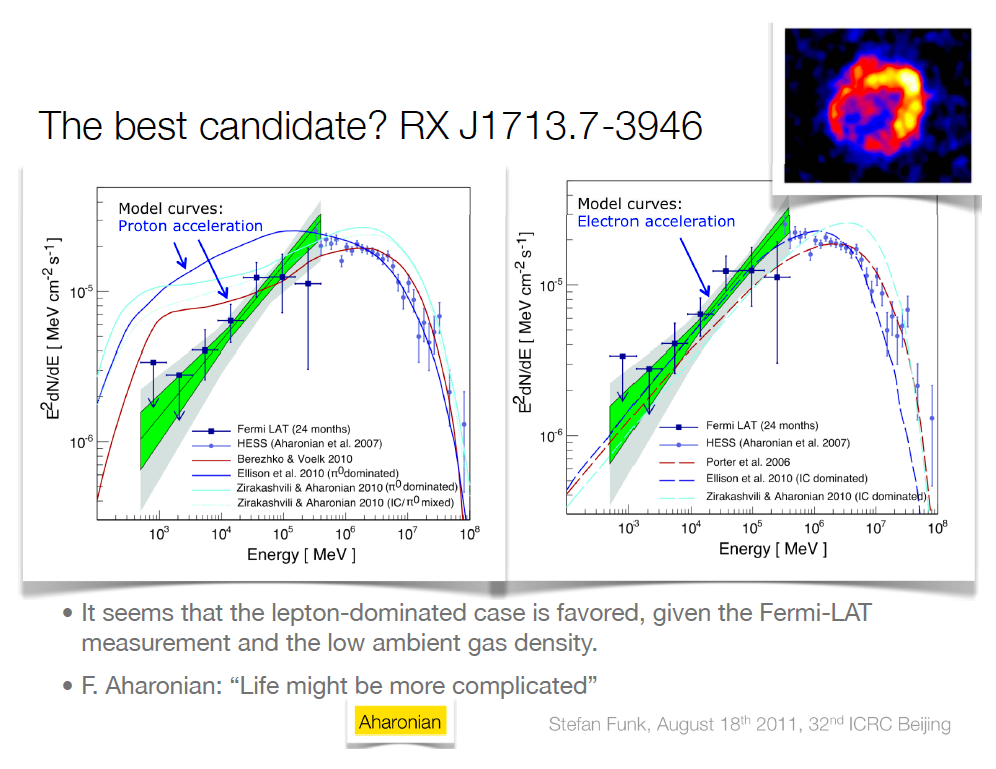 The best candidate? RX J1713.7-3946
Model curves:
Proton acceleration
E²dN/dE [ MeV cm⁻² s⁻¹]
10⁻⁵
10⁻⁶
Fermi LAT (24 months)
HESS (Aharonian et al. 2007)
Berezhko & Voelk 2010
Ellison et al. 2010 (π⁰dominated)
Zirakashvili & Aharonian 2010 (π⁰ dominated)
Zirakashvili & Aharonian 2010 (IC/π⁰ mixed)
10³ 10⁴ 10⁵ 10⁶ 10⁷ 10⁸
Energy [ MeV ]
Model curves:
Electron acceleration
E²dN/dE [ MeV cm⁻² s⁻¹]
10⁻⁵
10⁻⁶
Fermi LAT (24 months)
HESS (Aharonian et al. 2007)
Porter et al. 2006
Ellison et al. 2010 (IC dominated)
Zirakashvili & Aharonian 2010 (IC dominated)
10³ 10⁴ 10⁵ 10⁶ 10⁷ 10⁸
Energy [ MeV ]
• It seems that the lepton-dominated case is favored, given the Fermi-LAT
measurement and the low ambient gas density.
• F. Aharonian: “Life might be more complicated”
Aharonian
Stefan Funk, August 18th 2011, 32nd ICRC Beijing